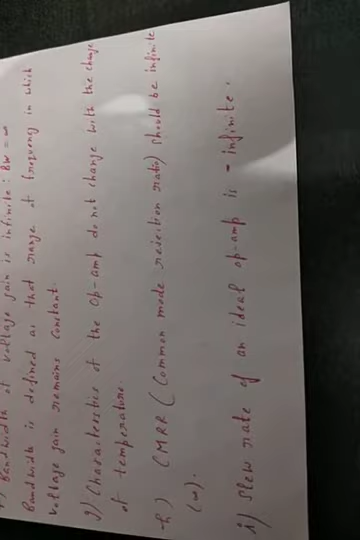 f) Bandwidth of voltage gain is infinite: BW = ∞
Bandwidth is defined as that range of frequency in which
voltage gain remains constant.
g) Characteristics of the Op-amp do not change with the change
of temperature.
h) CMRR (Common mode rejection ratio) should be infinite
(∞).
i) Slew rate of an ideal op-amp is - infinite.